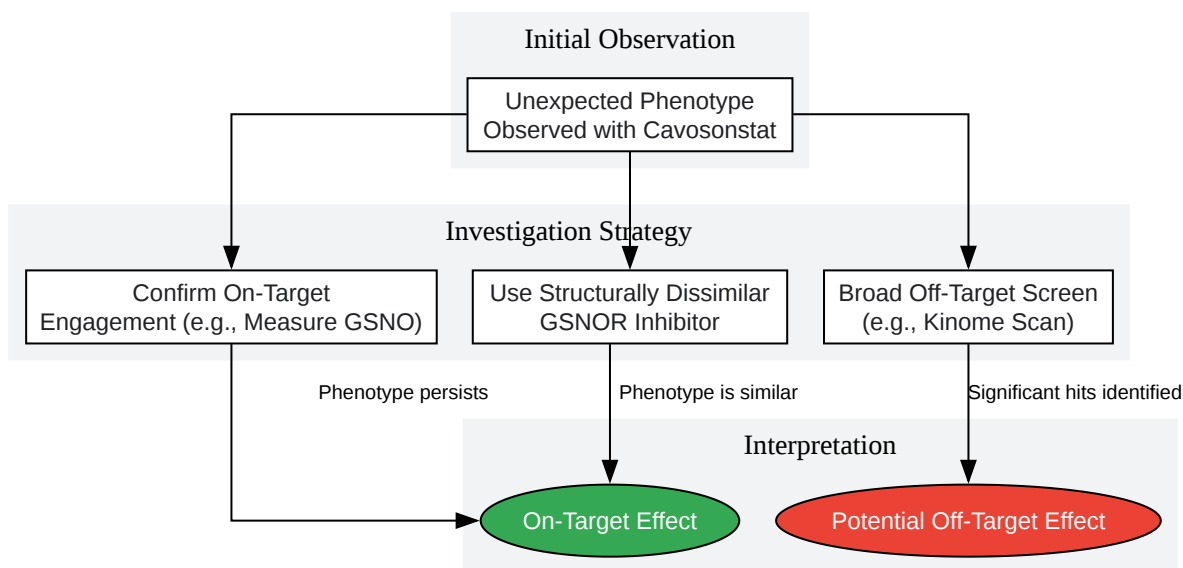 Initial Observation
Unexpected Phenotype
Observed with Cavosonstat
Investigation Strategy
Confirm On-Target
Engagement (e.g., Measure GSNO)
Use Structurally Dissimilar
GSNOR Inhibitor
Broad Off-Target Screen
(e.g., Kinome Scan)
Phenotype persists
Phenotype is similar
Significant hits identified
Interpretation
On-Target Effect
Potential Off-Target Effect